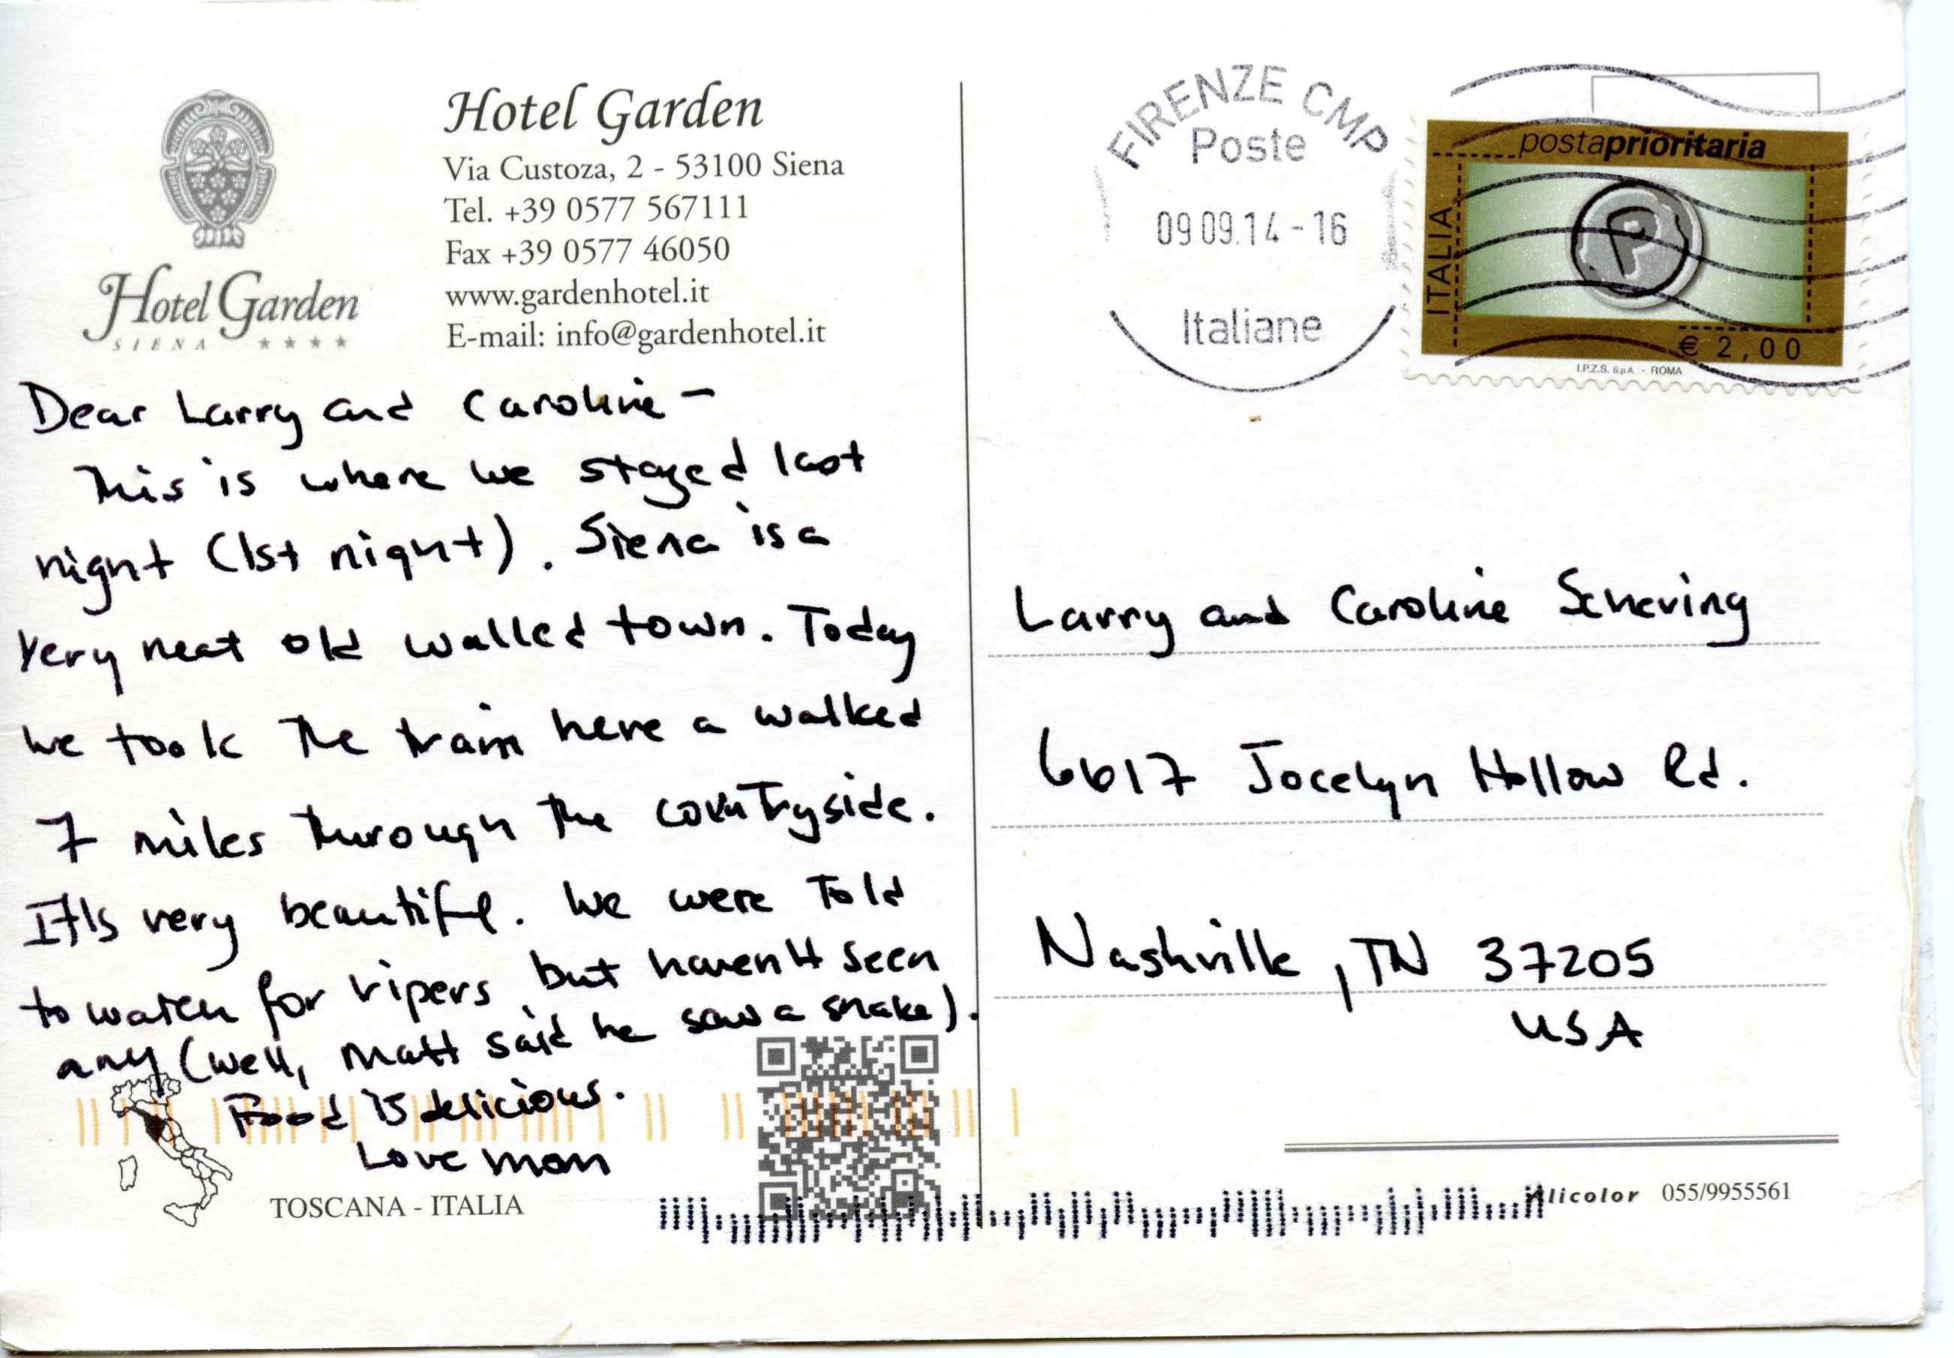 Hotel Garden
SIENA ★★★★
Hotel Garden
Via Custoza, 2 - 53100 Siena
Tel. +39 0577 567111
Fax +39 0577 46050
www.gardenhotel.it
E-mail: info@gardenhotel.it
Dear Larry and Caroline -
This is where we stayed last
night (1st night). Siena is a
very neat old walled town. Today
we took the train here a walked
7 miles through the countryside.
It's very beautiful. We were told
to watch for vipers but haven't seen
any (well, Matt said he saw a snake).
Food is delicious.
Love Mom
TOSCANA - ITALIA
FIRENZE CMP
Poste
09 09.14 - 16
Italiane
postaprioritaria
ITALIA
P
€ 2,00
I.P.Z.S. S.p.A. - ROMA
Larry and Caroline Scheving
6617 Jocelyn Hollow Rd.
Nashville, TN 37205
USA
Alicolor 055/9955561